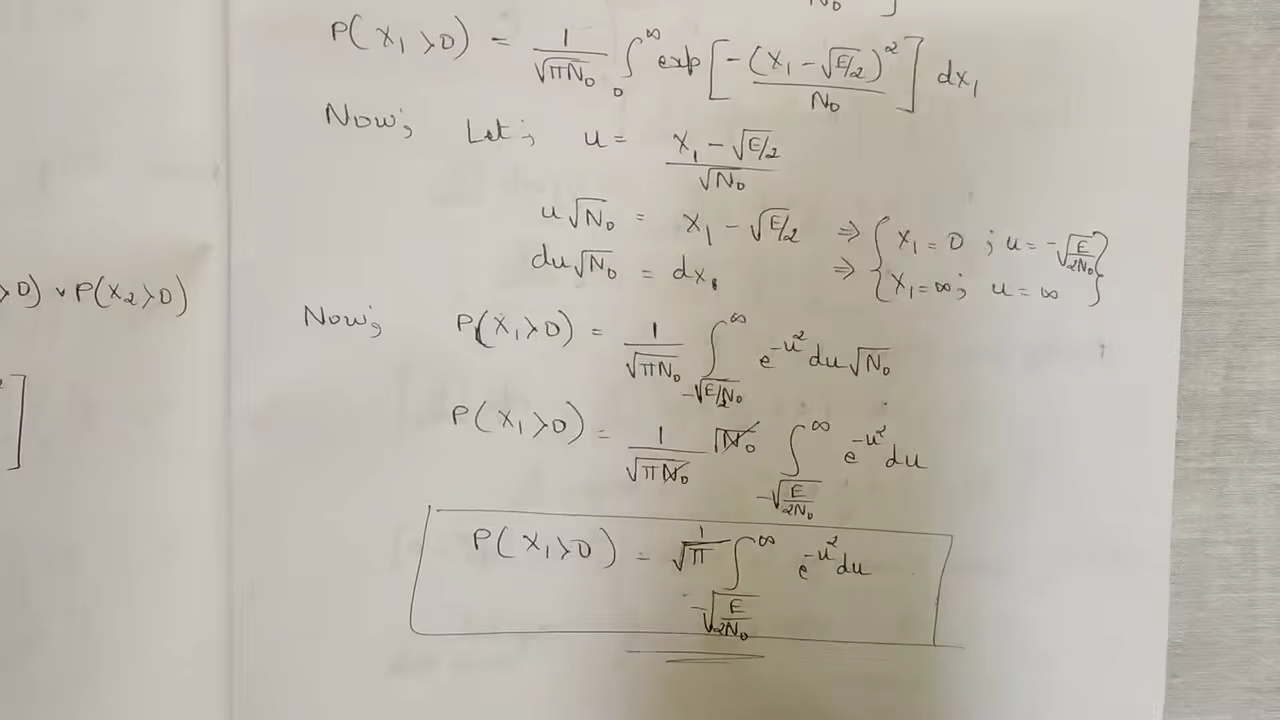 N₀ ]
P(X₁>0) = 1/√πN₀ ∫₀^∞ exp[-(X₁ - √E/2)²/N₀] dx₁
Now; Let; u = (X₁ - √E/2)/√N₀
u√N₀ = X₁ - √E/2 ⇒ { X₁ = 0 ; u = -√(E/2N₀) }
du√N₀ = dx₁ ⇒ { X₁ = ∞; u = ∞ }
>0) v P(X₂>0)
]
Now; P(X₁>0) = 1/√πN₀ ∫_{-√E/2N₀}^∞ e^{-u²} du √N₀
P(X₁>0) = 1/√πN₀ √N₀ ∫_{-√(E/2N₀)}^∞ e^{-u²} du
P(X₁>0) = 1/√π ∫_{-√(E/2N₀)}^∞ e^{-u²} du